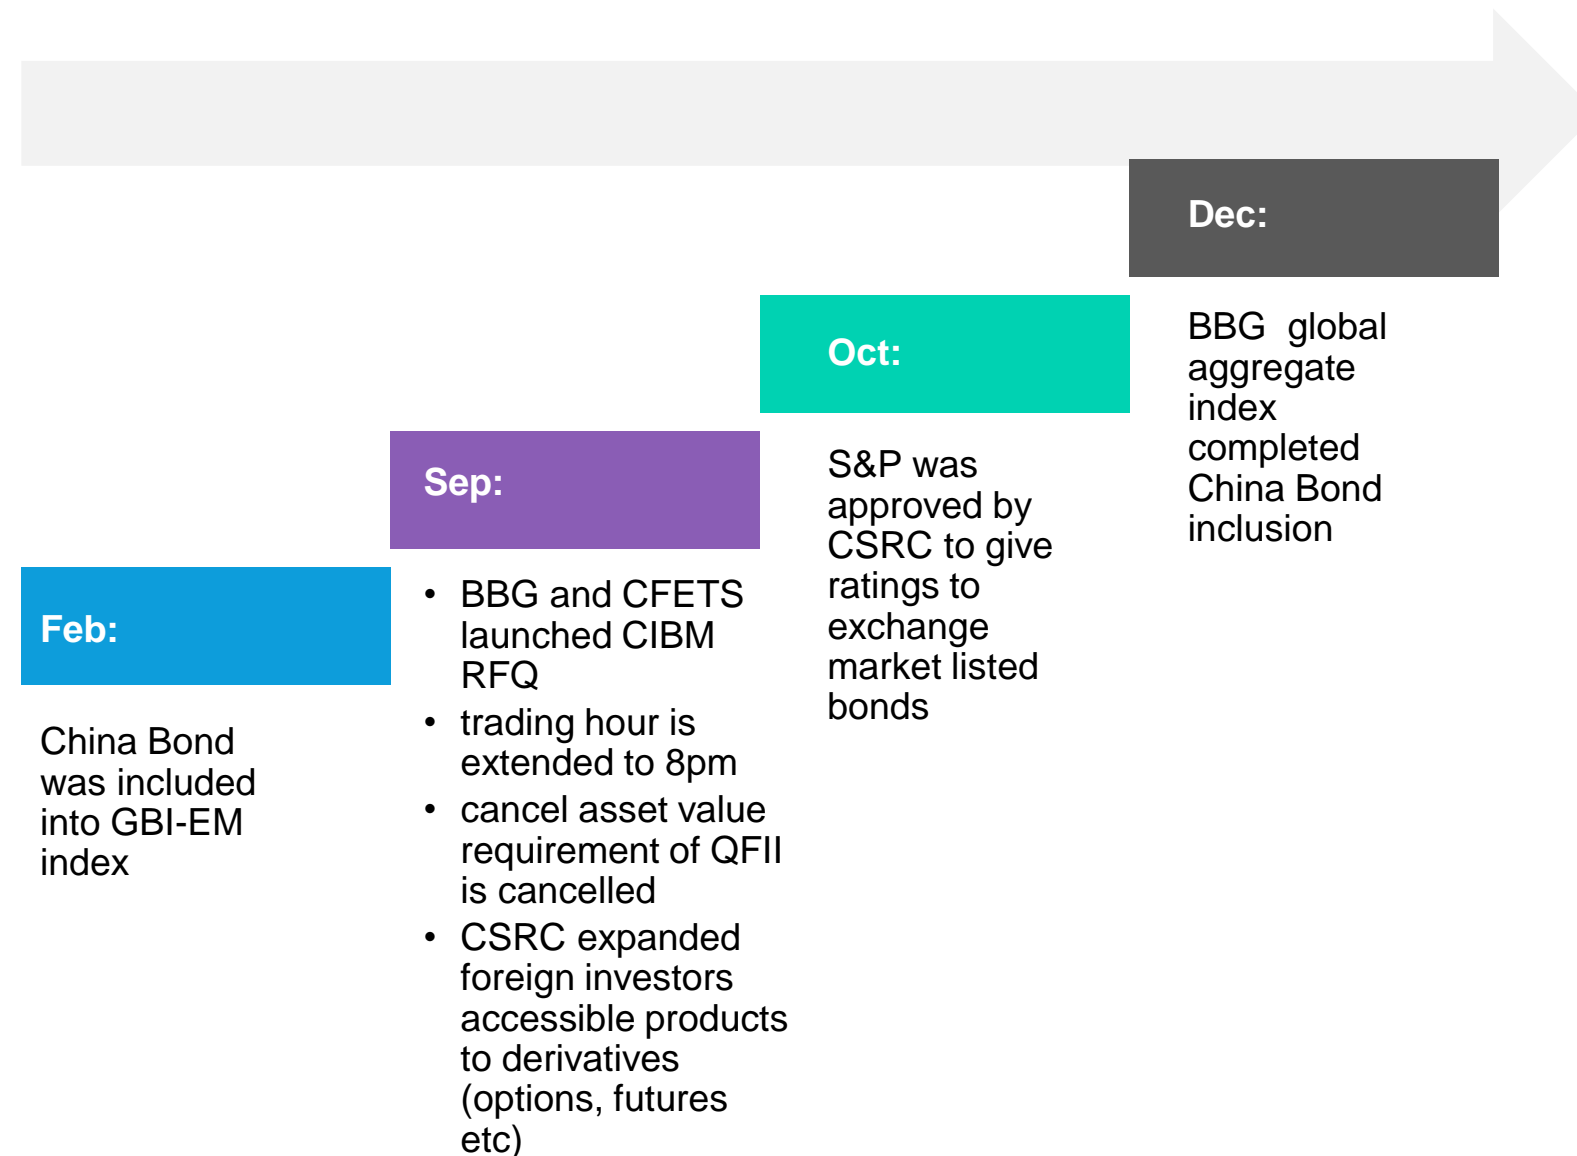 Feb:
China Bond
was included
into GBI-EM
index
Sep:
• BBG and CFETS
launched CIBM
RFQ
• trading hour is
extended to 8pm
• cancel asset value
requirement of QFII
is cancelled
• CSRC expanded
foreign investors
accessible products
to derivatives
(options, futures
etc)
Oct:
S&P was
approved by
CSRC to give
ratings to
exchange
market listed
bonds
Dec:
BBG  global
aggregate
index
completed
China Bond
inclusion